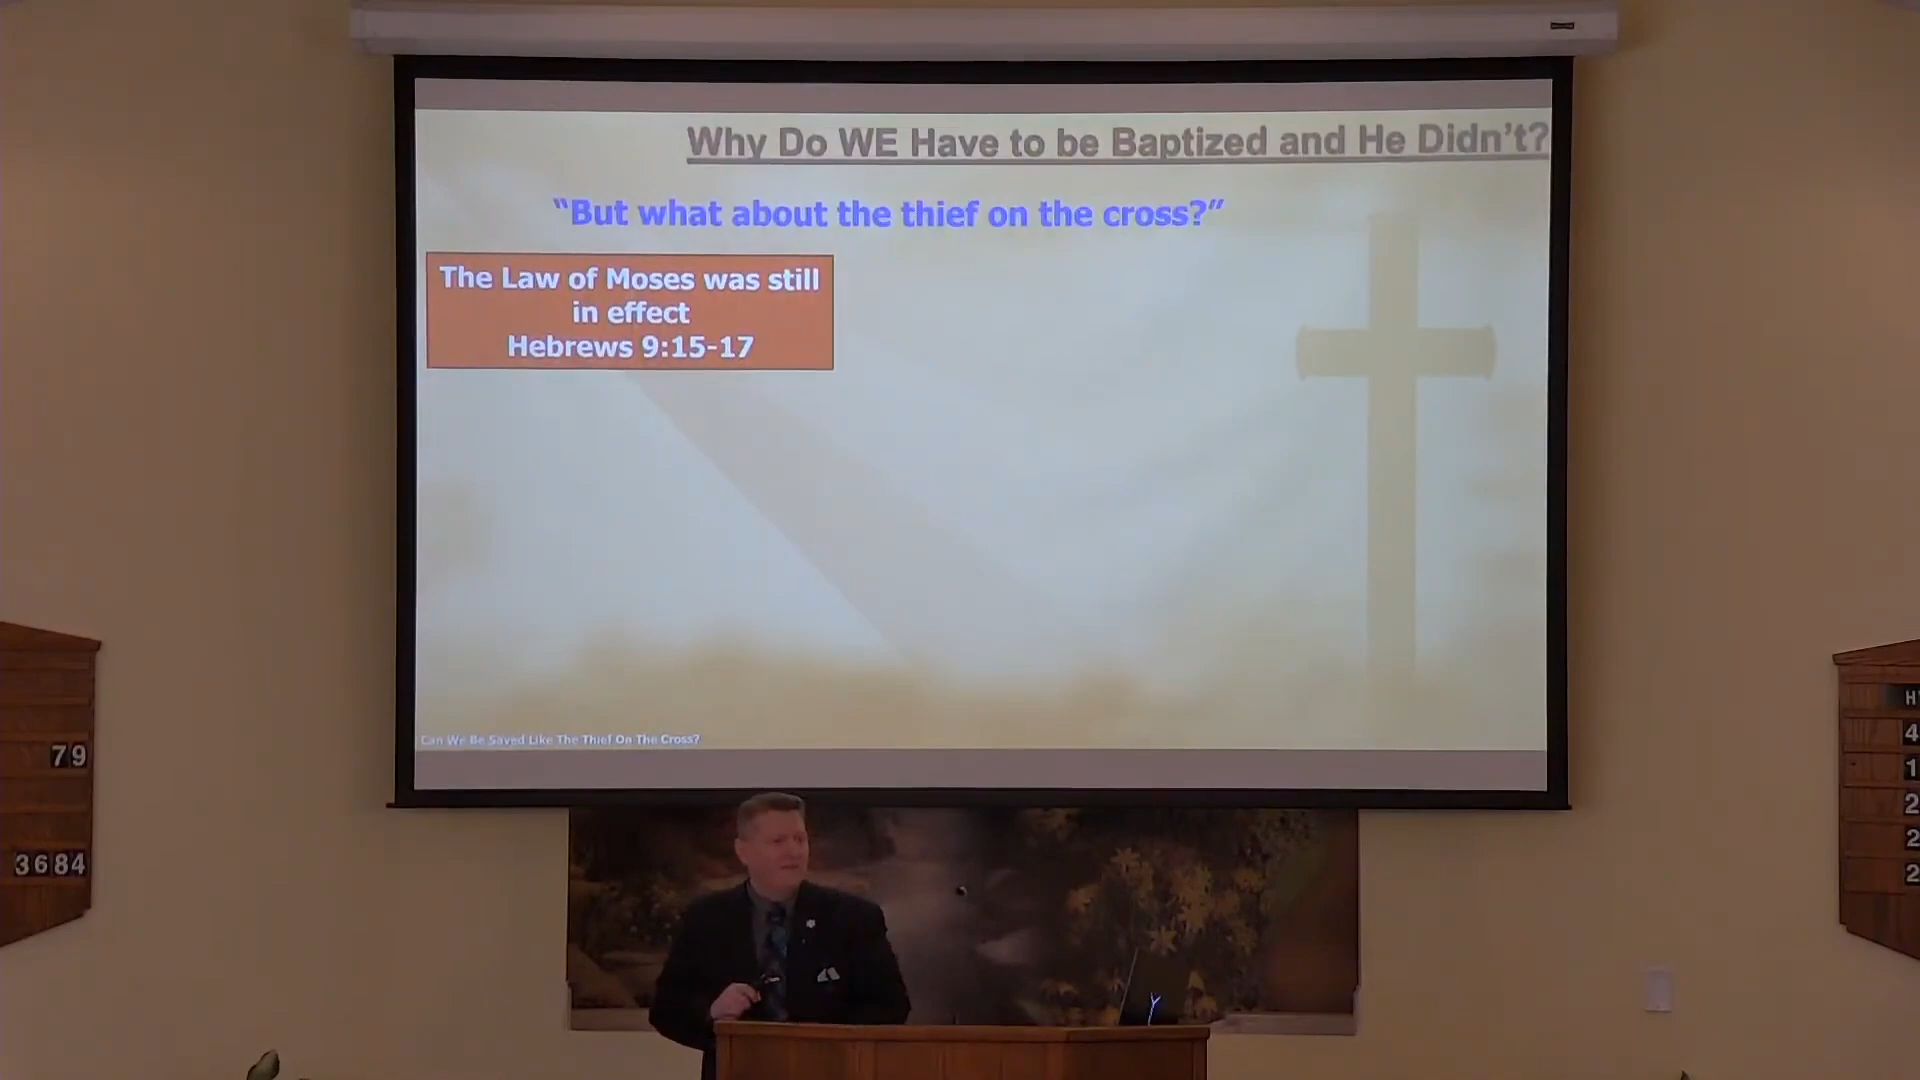 Why Do WE Have to be Baptized and He Didn't?
“But what about the thief on the cross?”
The Law of Moses was still
in effect
Hebrews 9:15-17
Can We Be Saved Like The Thief On The Cross?
79
3684
H
4
1
2
2
2